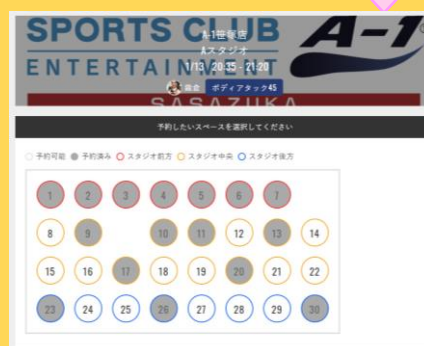 SPORTS CLUB A-1
ENTERTAINMENT
SASAZUKA
A-1笹塚店
Aスタジオ
1/13 20:35 - 21:20
ボディアタック45
予約したいスペースを選択してください
予約可能 予約済み スタジオ前方 スタジオ中央 スタジオ後方
1 2 3 4 5 6 7
8 9 10 11 12 13 14
15 16 17 18 19 20 21 22
23 24 25 26 27 28 29 30